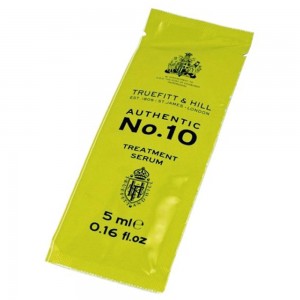 TRUEFITT & HILL
EST 1805 • ST. JAMES • LONDON
AUTHENTIC
No.10
TREATMENT
SERUM
5 ml ℮
0.16 fl.oz